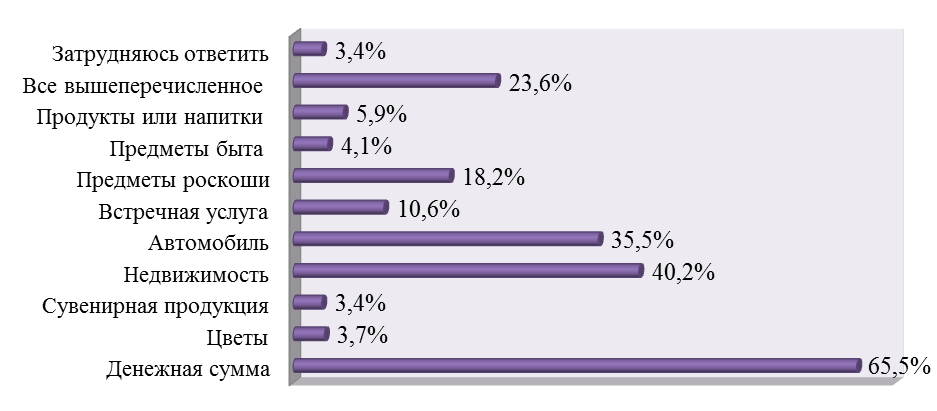 Затрудняюсь ответить 3,4%
Все вышеперечисленное 23,6%
Продукты или напитки 5,9%
Предметы быта 4,1%
Предметы роскоши 18,2%
Встречная услуга 10,6%
Автомобиль 35,5%
Недвижимость 40,2%
Сувенирная продукция 3,4%
Цветы 3,7%
Денежная сумма 65,5%